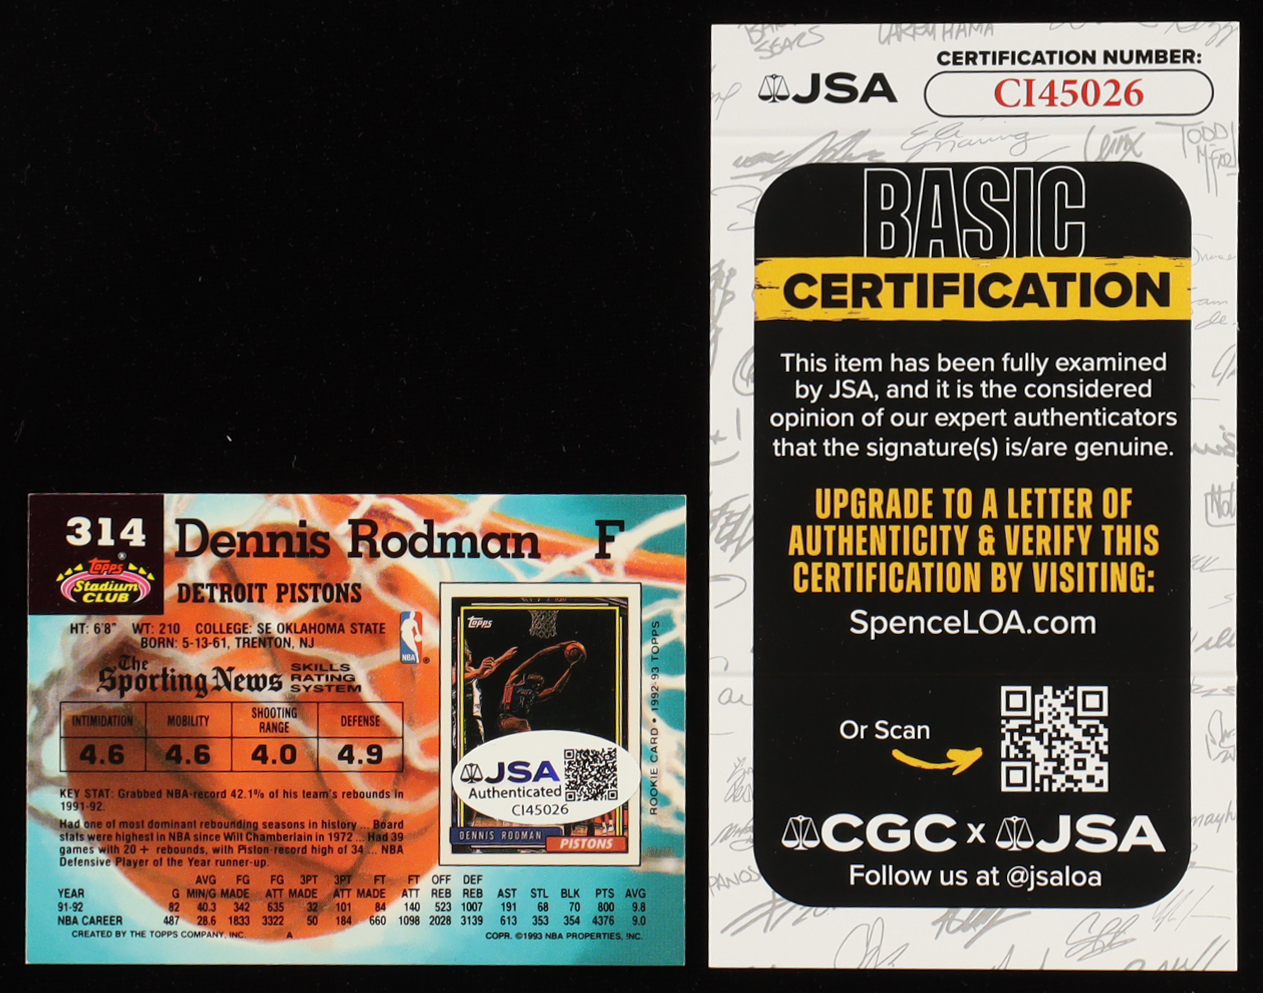 314
Topps
Stadium
CLUB
®
Dennis Rodman F
DETROIT PISTONS
HT: 6'8" WT: 210 COLLEGE: SE OKLAHOMA STATE
BORN: 5-13-61, TRENTON, NJ
NBA ®
The
Sporting News
SKILLS
RATING
SYSTEM
INTIMIDATION MOBILITY SHOOTING RANGE DEFENSE
4.6 4.6 4.0 4.9
KEY STAT: Grabbed NBA-record 42.1% of his team's rebounds in
1991-92.
Had one of most dominant rebounding seasons in history ... Board
stats were highest in NBA since Wilt Chamberlain in 1972 ... Had 39
games with 20 + rebounds, with Piston-record high of 34 ... NBA
Defensive Player of the Year runner-up.
AVG FG FG 3PT 3PT FT FT OFF DEF
YEAR G MIN/G MADE ATT MADE ATT MADE ATT REB REB AST STL BLK PTS AVG
91-92 82 40.3 342 635 32 101 84 140 523 1007 191 68 70 800 9.8
NBA CAREER 487 28.6 1833 3322 50 184 660 1098 2028 3139 613 353 354 4376 9.0
CREATED BY THE TOPPS COMPANY, INC. A COPR. ©1993 NBA PROPERTIES, INC.
Topps
JSA
Authenticated
CI45026
DENNIS RODMAN
PISTONS
ROOKIE CARD • 1992-93 TOPPS
SEARS
LARRY HAMA
TODD
JSA
CERTIFICATION NUMBER:
CI45026
BASIC
CERTIFICATION
This item has been fully examined
by JSA, and it is the considered
opinion of our expert authenticators
that the signature(s) is/are genuine.
UPGRADE TO A LETTER OF
AUTHENTICITY & VERIFY THIS
CERTIFICATION BY VISITING:
SpenceLOA.com
Or Scan
CGC x JSA
Follow us at @jsaloa